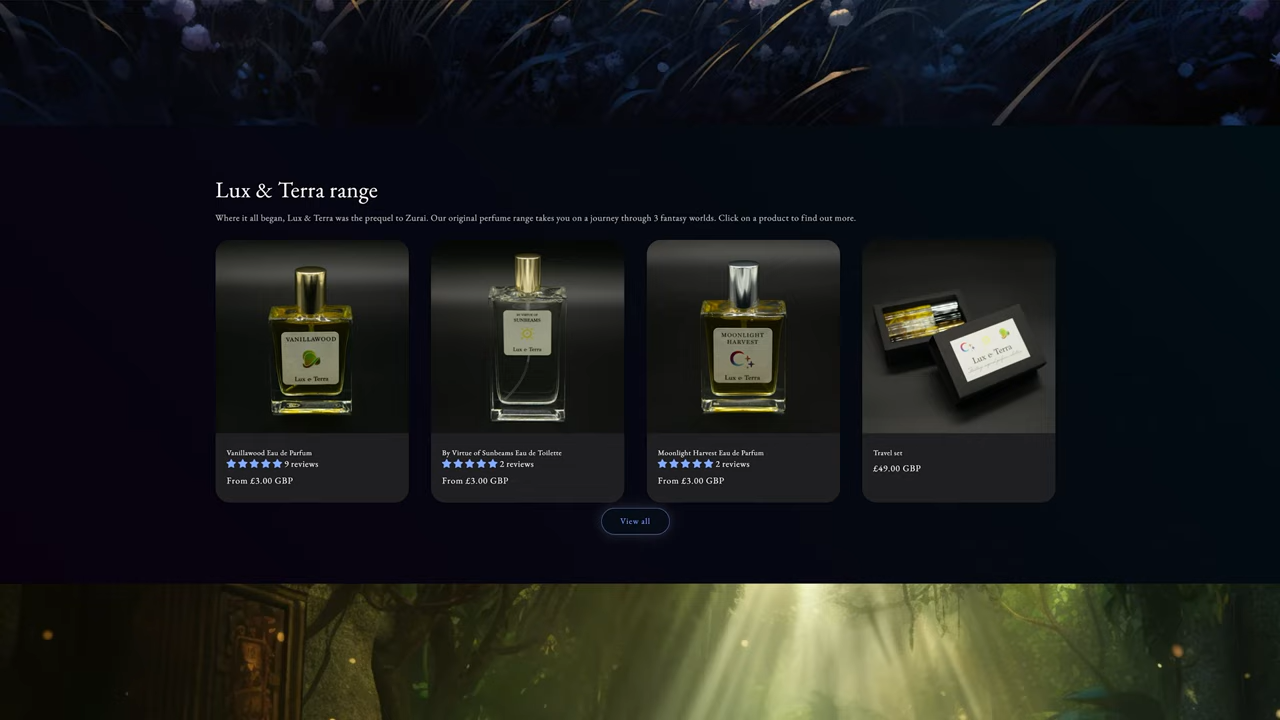 Lux & Terra range
Where it all began, Lux & Terra was the prequel to Zurai. Our original perfume range takes you on a journey through 3 fantasy worlds. Click on a product to find out more.
VANILLAWOOD
Lux & Terra
BY VIRTUE OF
SUNBEAMS
Lux & Terra
MOONLIGHT
HARVEST
Lux & Terra
Lux & Terra
Vanillawood Eau de Parfum
9 reviews
From £3.00 GBP
By Virtue of Sunbeams Eau de Toilette
2 reviews
From £3.00 GBP
Moonlight Harvest Eau de Parfum
2 reviews
From £3.00 GBP
Travel set
£49.00 GBP
View all